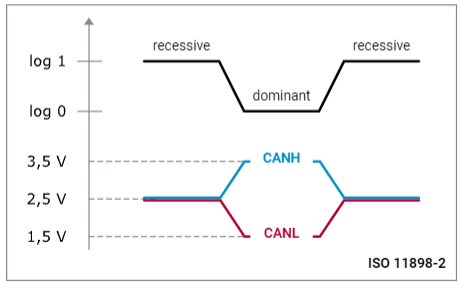 recessive recessive
log 1
dominant
log 0
3,5 V CANH
2,5 V
1,5 V CANL
ISO 11898-2